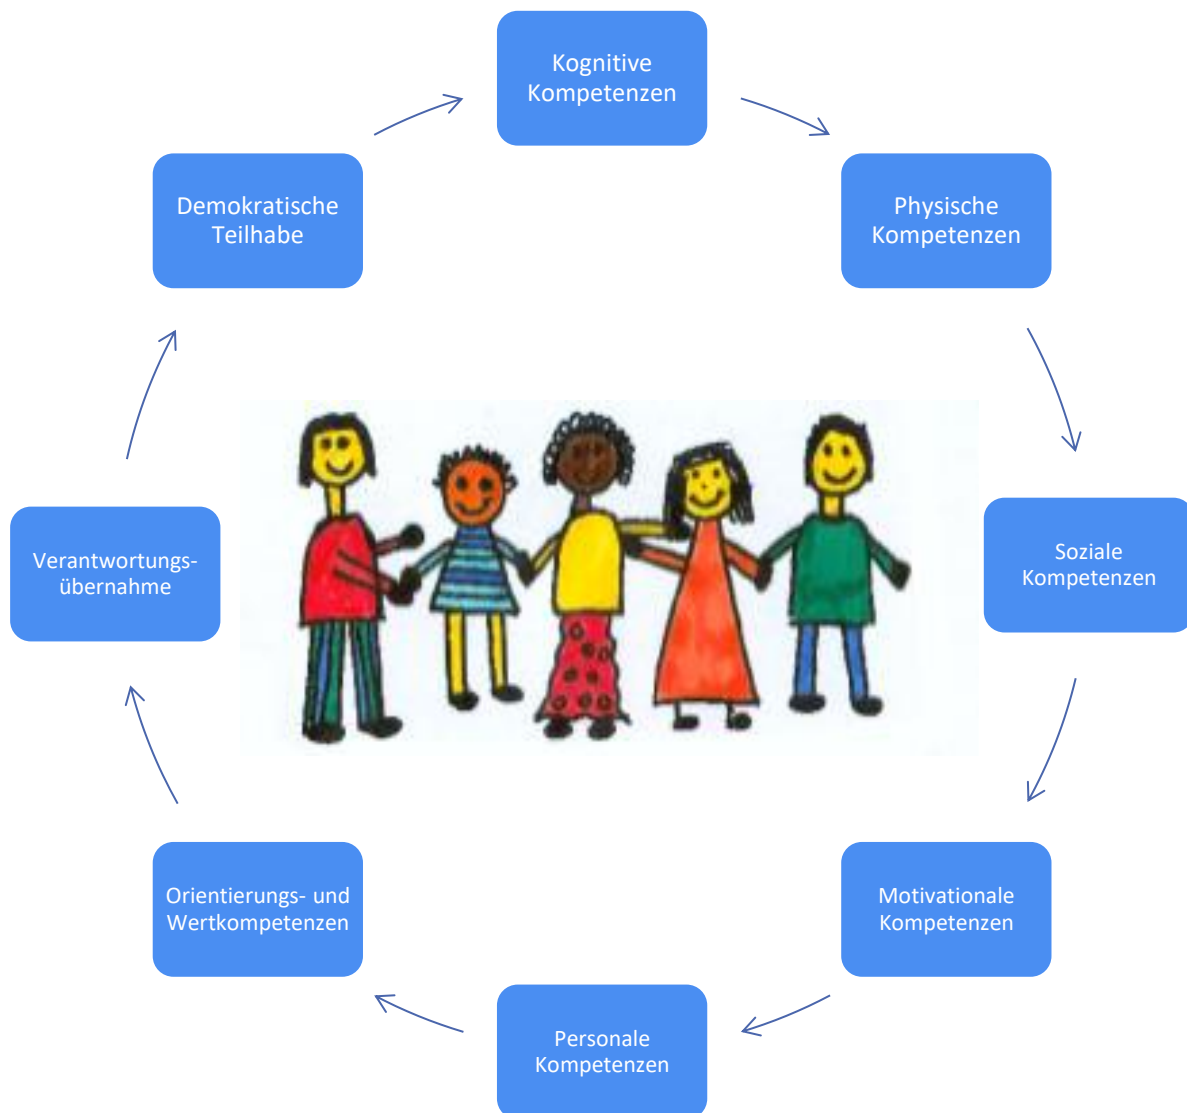 Kognitive
Kompetenzen
Physische
Kompetenzen
Soziale
Kompetenzen
Motivationale
Kompetenzen
Personale
Kompetenzen
Orientierungs- und
Wertkompetenzen
Verantwortungs-
übernahme
Demokratische
Teilhabe